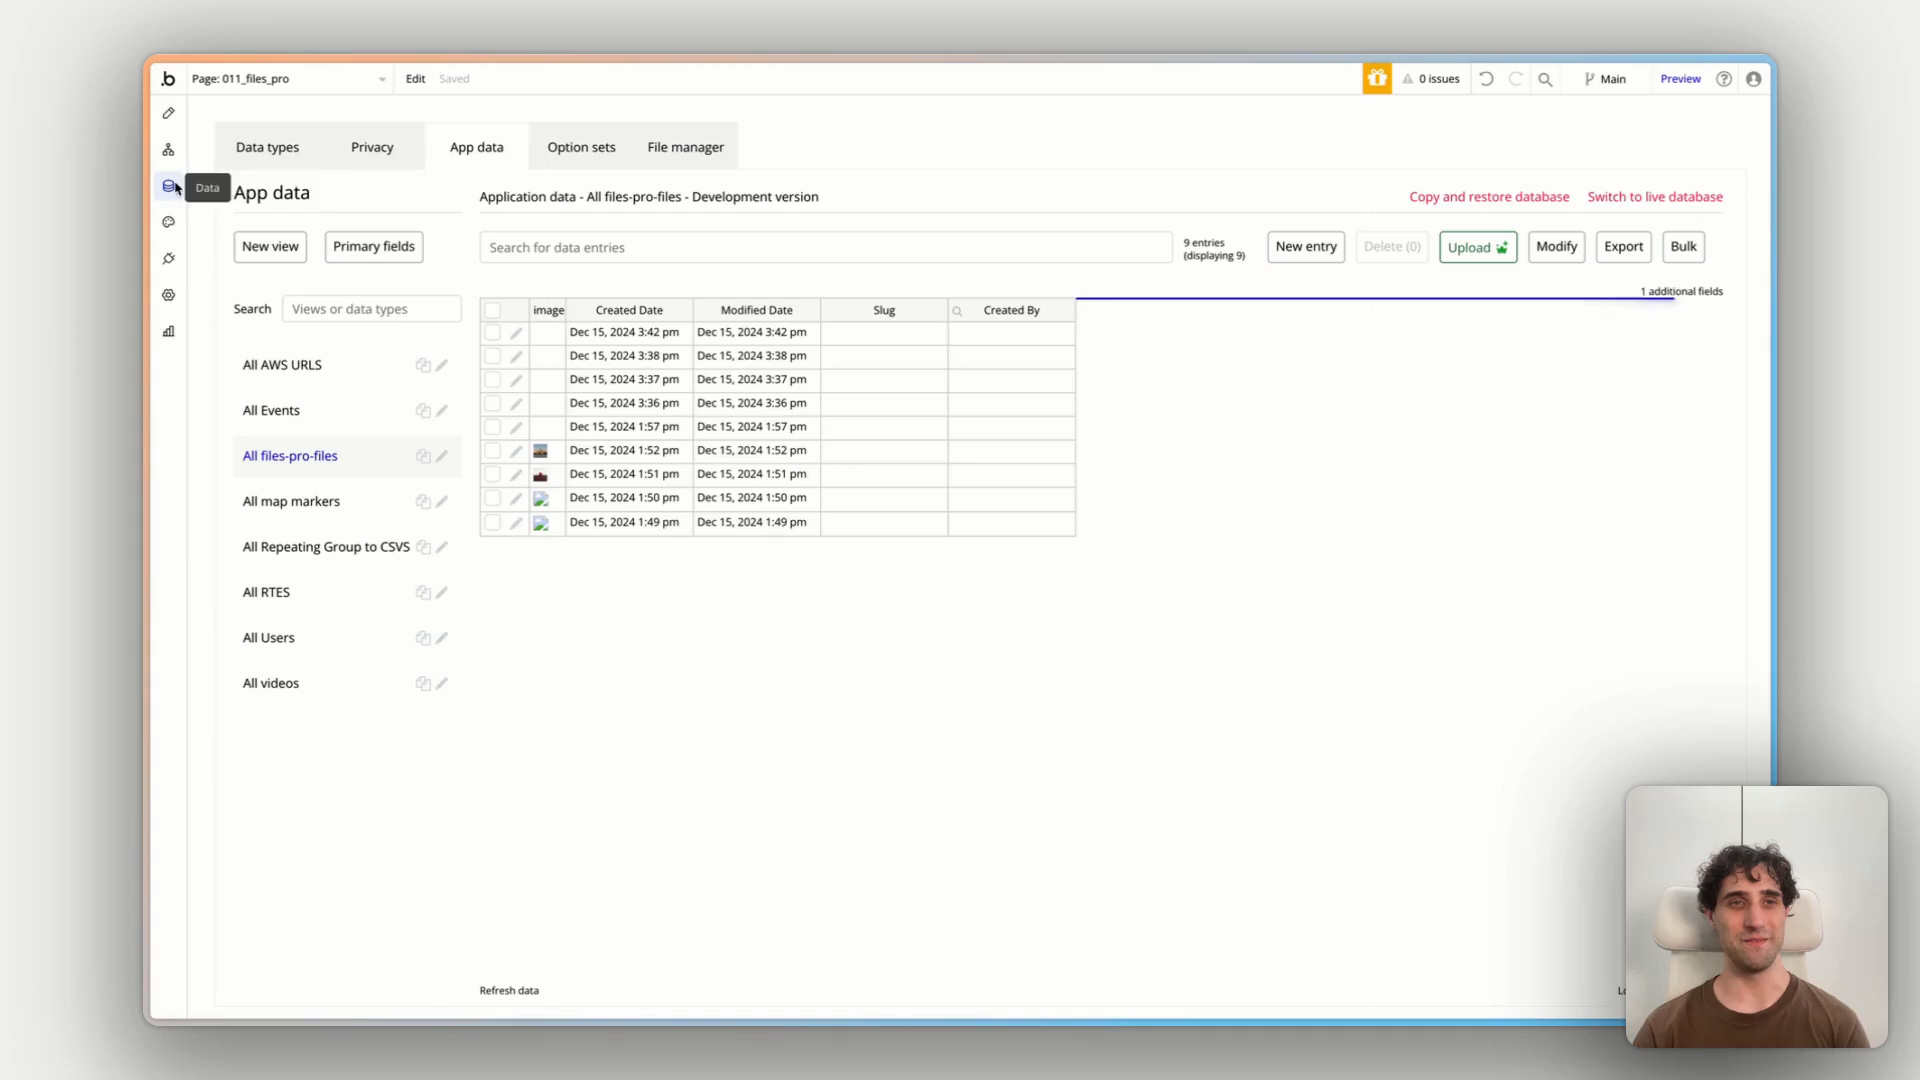 .b
Page: 011_files_pro
Edit
Saved
0 issues
Main
Preview
Data types
Privacy
App data
Option sets
File manager
Data
App data
Application data - All files-pro-files - Development version
Copy and restore database
Switch to live database
New view
Primary fields
Search for data entries
9 entries
(displaying 9)
New entry
Delete (0)
Upload
Modify
Export
Bulk
1 additional fields
Search
Views or data types
All AWS URLS
All Events
All files-pro-files
All map markers
All Repeating Group to CSVS
All RTES
All Users
All videos
image Created Date Modified Date Slug Created By
Dec 15, 2024 3:42 pm Dec 15, 2024 3:42 pm
Dec 15, 2024 3:38 pm Dec 15, 2024 3:38 pm
Dec 15, 2024 3:37 pm Dec 15, 2024 3:37 pm
Dec 15, 2024 3:36 pm Dec 15, 2024 3:36 pm
Dec 15, 2024 1:57 pm Dec 15, 2024 1:57 pm
Dec 15, 2024 1:52 pm Dec 15, 2024 1:52 pm
Dec 15, 2024 1:51 pm Dec 15, 2024 1:51 pm
Dec 15, 2024 1:50 pm Dec 15, 2024 1:50 pm
Dec 15, 2024 1:49 pm Dec 15, 2024 1:49 pm
Refresh data